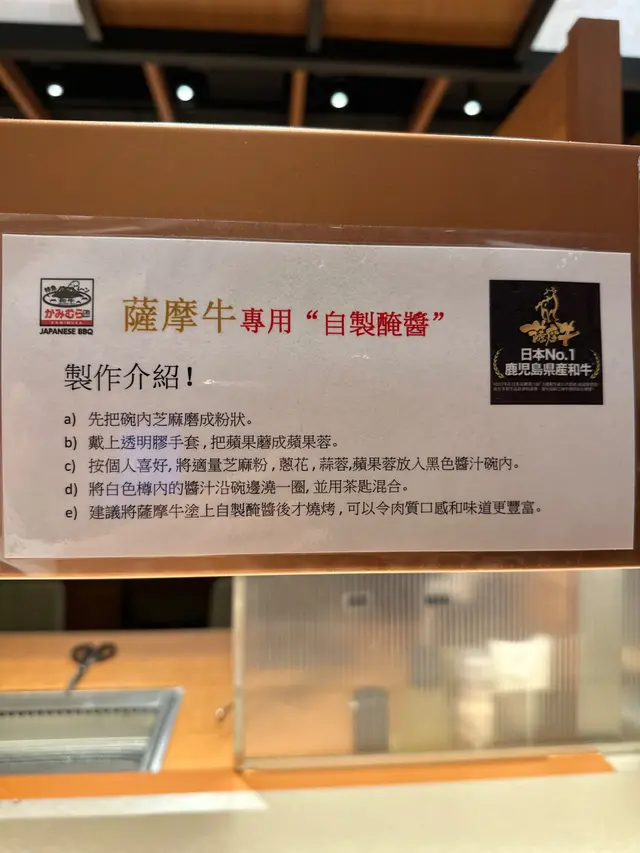 かみむら
JAPANESE BBQ
薩摩牛專用“自製醃醬”
薩摩牛
日本No.1
鹿児島県産和牛
製作介紹!
a) 先把碗內芝麻磨成粉狀。
b) 戴上透明膠手套,把蘋果蘑成蘋果蓉。
c) 按個人喜好,將適量芝麻粉,蔥花,蒜蓉,蘋果蓉放入黑色醬汁碗內。
d) 將白色樽內的醬汁沿碗邊澆一圈,並用茶匙混合。
e) 建議將薩摩牛塗上自製醃醬後才燒烤,可以令肉質口感和味道更豐富。